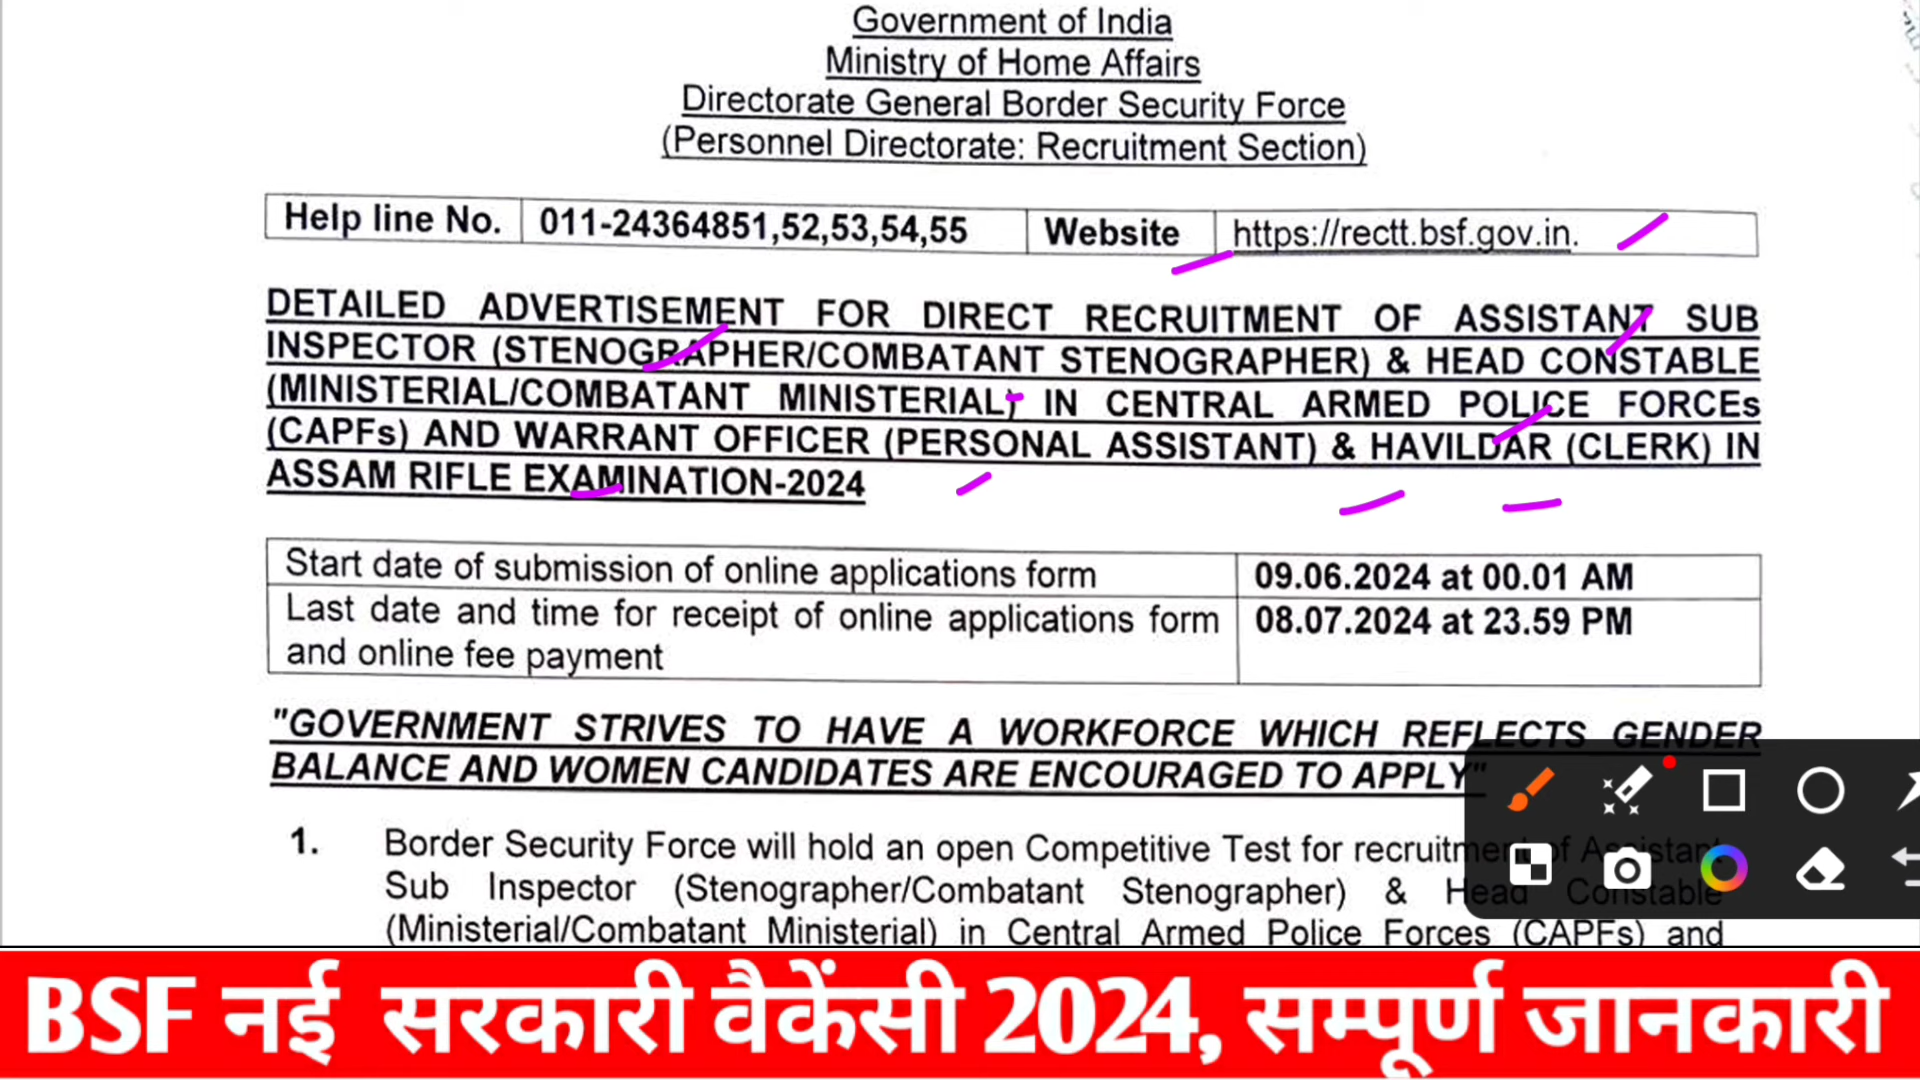 Government of India
Ministry of Home Affairs
Directorate General Border Security Force
(Personnel Directorate: Recruitment Section)
Help line No. 011-24364851,52,53,54,55 Website https://rectt.bsf.gov.in.
DETAILED ADVERTISEMENT FOR DIRECT RECRUITMENT OF ASSISTANT SUB
INSPECTOR (STENOGRAPHER/COMBATANT STENOGRAPHER) & HEAD CONSTABLE
(MINISTERIAL/COMBATANT MINISTERIAL) IN CENTRAL ARMED POLICE FORCEs
(CAPFs) AND WARRANT OFFICER (PERSONAL ASSISTANT) & HAVILDAR (CLERK) IN
ASSAM RIFLE EXAMINATION-2024
Start date of submission of online applications form 09.06.2024 at 00.01 AM
Last date and time for receipt of online applications form 08.07.2024 at 23.59 PM
and online fee payment
"GOVERNMENT STRIVES TO HAVE A WORKFORCE WHICH REFLECTS GENDER
BALANCE AND WOMEN CANDIDATES ARE ENCOURAGED TO APPLY"
1. Border Security Force will hold an open Competitive Test for recruitment of Assistant
Sub Inspector (Stenographer/Combatant Stenographer) & Head Constable
(Ministerial/Combatant Ministerial) in Central Armed Police Forces (CAPFs) and
BSF नई सरकारी वैकेंसी 2024, सम्पूर्ण जानकारी